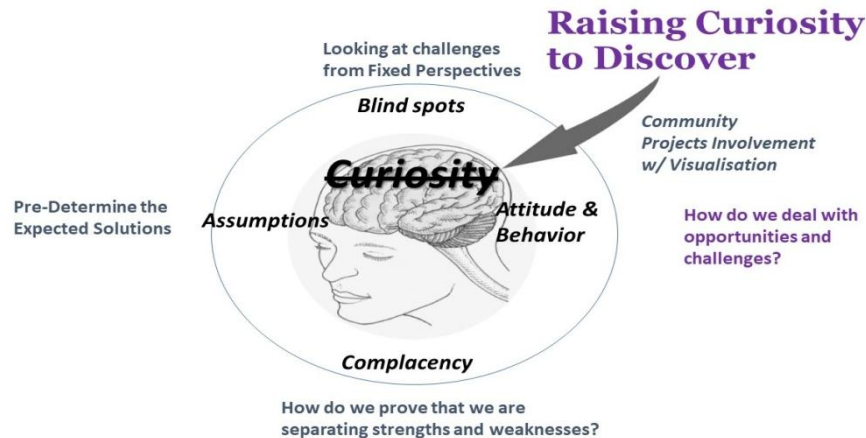 Raising Curiosity
to Discover
Looking at challenges
from Fixed Perspectives
Blind spots
Community
Projects Involvement
w/ Visualisation
Curiosity
Pre-Determine the
Expected Solutions
Assumptions
Attitude &
Behavior
How do we deal with
opportunities and
challenges?
Complacency
How do we prove that we are
separating strengths and weaknesses?